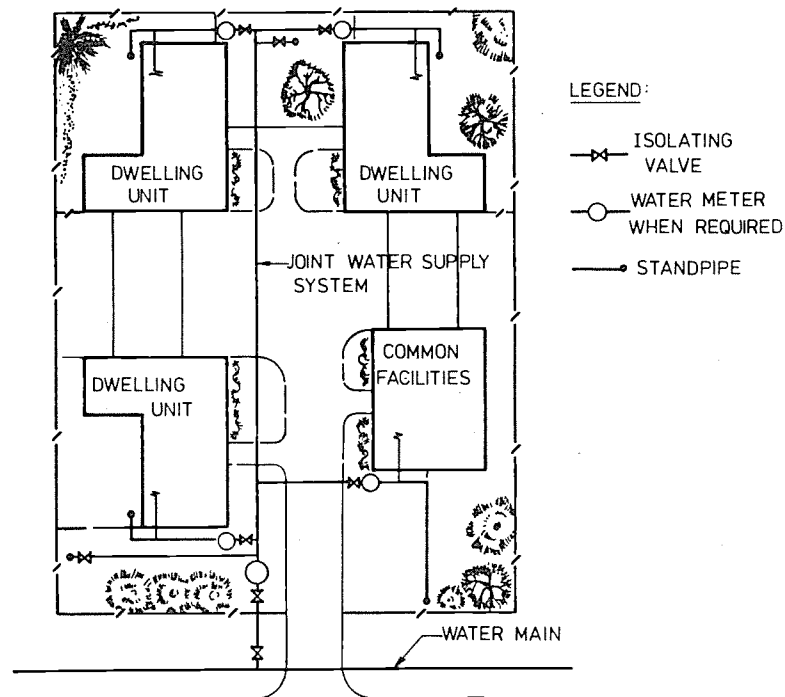 LEGEND:
ISOLATING
VALVE
WATER METER
WHEN REQUIRED
STANDPIPE
DWELLING
UNIT
DWELLING
UNIT
JOINT WATER SUPPLY
SYSTEM
DWELLING
UNIT
COMMON
FACILITIES
WATER MAIN